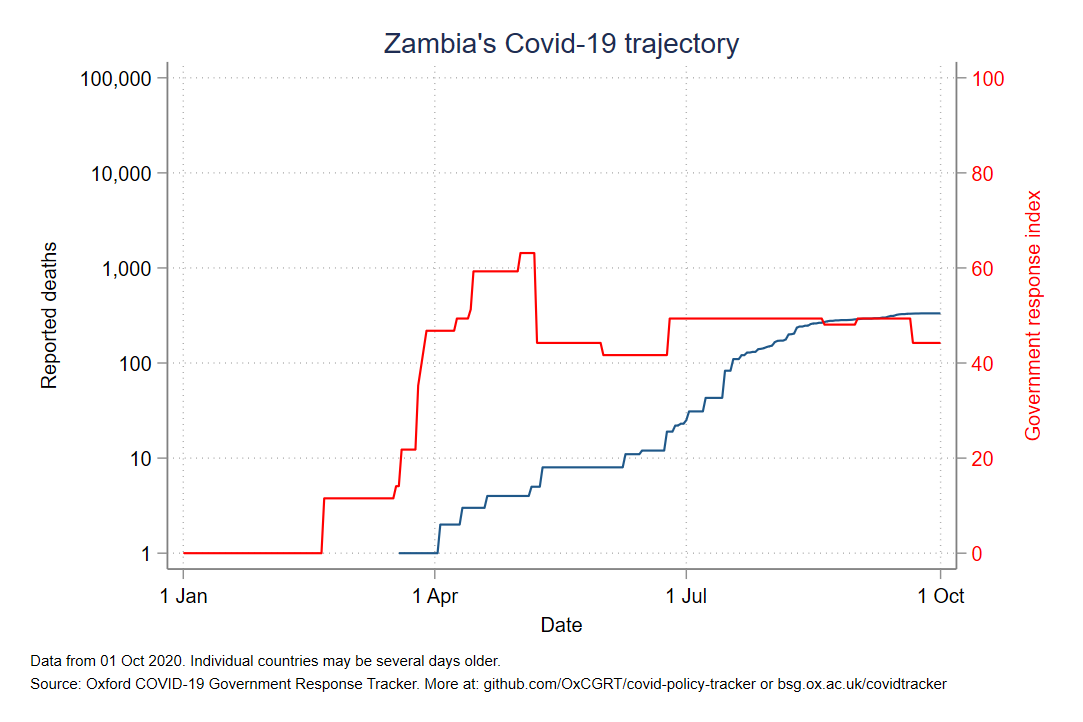 Zambia's Covid-19 trajectory
100,000
10,000
1,000
100
10
1
Reported deaths
100
80
60
40
20
0
Government response index
1 Jan
1 Apr
1 Jul
1 Oct
Date
Data from 01 Oct 2020. Individual countries may be several days older.
Source: Oxford COVID-19 Government Response Tracker. More at: github.com/OxCGRT/covid-policy-tracker or bsg.ox.ac.uk/covidtracker